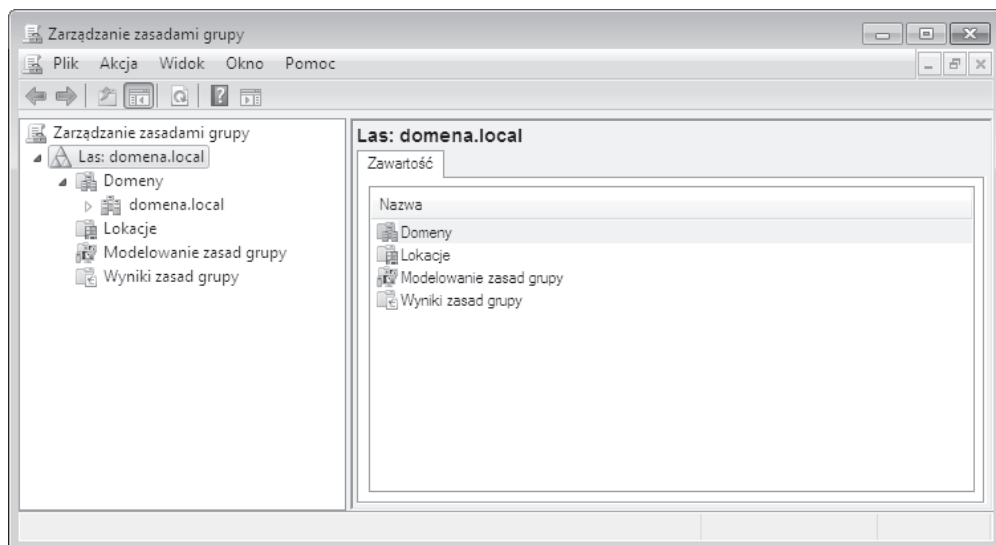 Zarządzanie zasadami grupy
Plik Akcja Widok Okno Pomoc
Zarządzanie zasadami grupy
Las: domena.local
Domeny
domena.local
Lokacje
Modelowanie zasad grupy
Wyniki zasad grupy
Las: domena.local
Zawartość
Nazwa
Domeny
Lokacje
Modelowanie zasad grupy
Wyniki zasad grupy